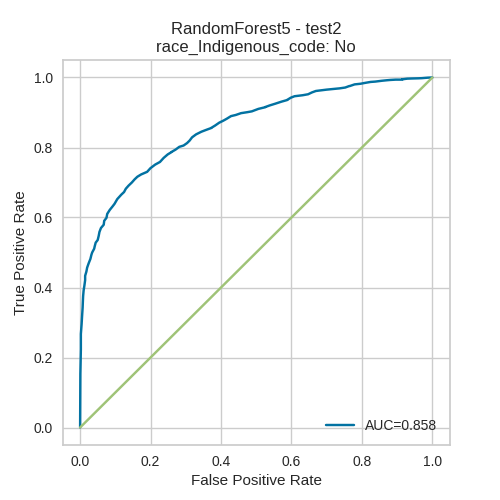 RandomForest5 - test2
race_Indigenous_code: No
1.0
0.8
0.6
0.4
0.2
0.0
True Positive Rate
AUC=0.858
0.0 0.2 0.4 0.6 0.8 1.0
False Positive Rate